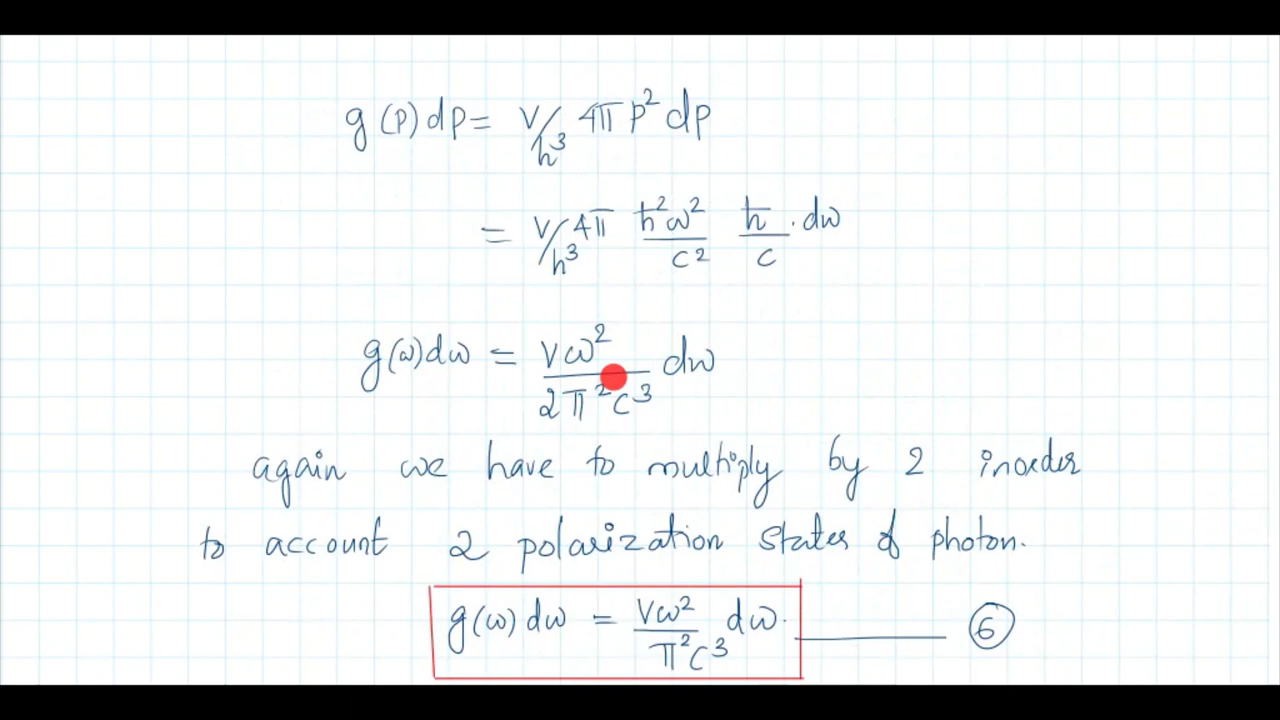 g(p)dp = V/h³ 4π p² dp
= V/h³ 4π ħ²ω²/c² ħ/c · dω
g(ω)dω = Vω²/2π²c³ dω
again we have to multiply by 2 inorder
to account 2 polarization states of photon.
g(ω)dω = Vω²/π²c³ dω. ⑥